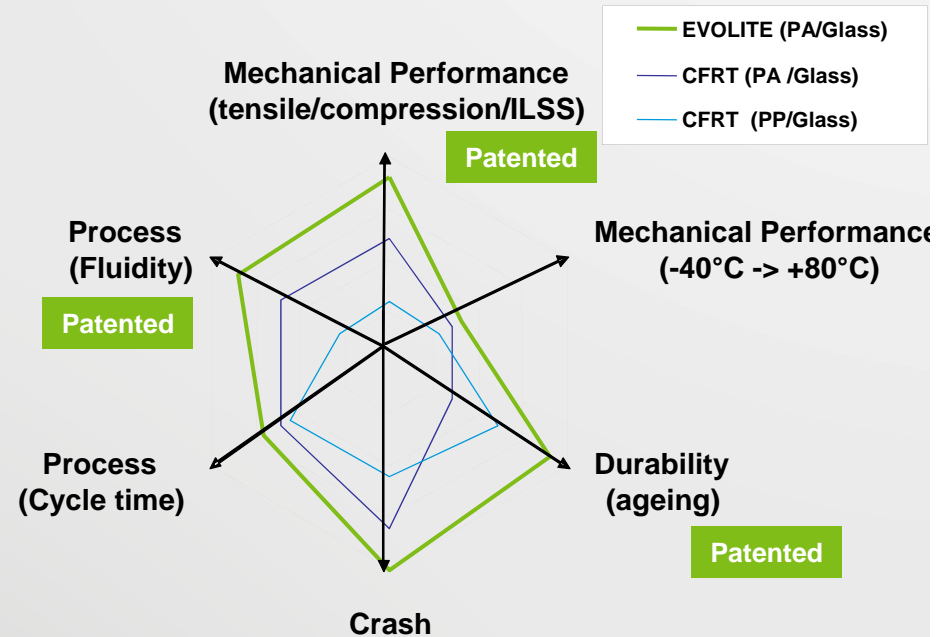 EVOLITE (PA/Glass)
CFRT (PA /Glass)
CFRT (PP/Glass)
Mechanical Performance
(tensile/compression/ILSS)
Patented
Mechanical Performance
(-40°C -> +80°C)
Process
(Fluidity)
Patented
Process
(Cycle time)
Durability
(ageing)
Patented
Crash